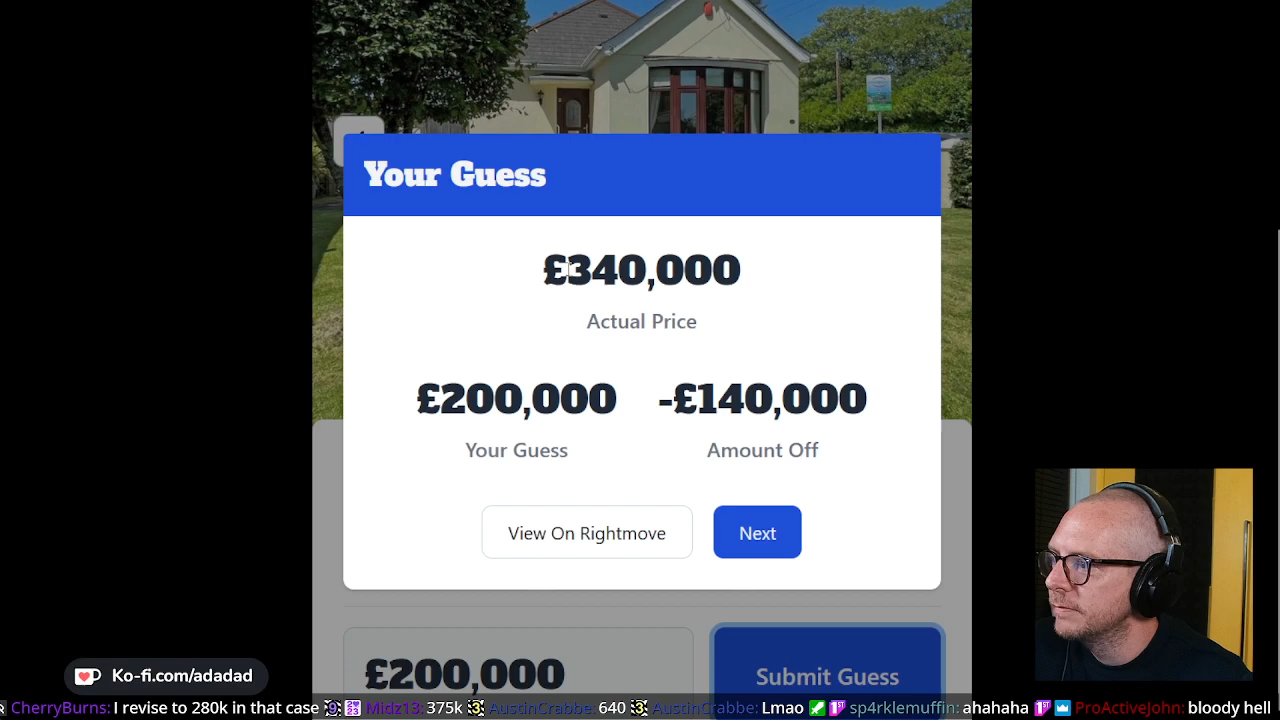 Your Guess
£340,000
Actual Price
£200,000
-£140,000
Your Guess
Amount Off
View On Rightmove
Next
£200,000
Submit Guess
Ko-fi.com/adadad
CherryBurns: I revise to 280k in that case Midz13: 375k AustinCrabbe: 640 AustinCrabbe: Lmao sp4rklemuffin: ahahaha ProActiveJohn: bloody hell